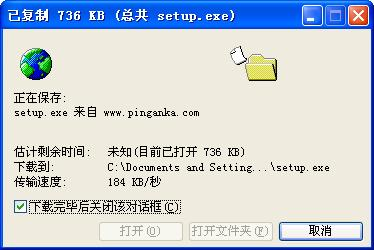 已复制 736 KB (总共 setup.exe)
正在保存:
setup.exe 来自 www.pinganka.com
估计剩余时间: 未知(目前已打开 736 KB)
下载到: C:\Documents and Setting...\setup.exe
传输速度: 184 KB/秒
下载完毕后关闭该对话框(C)
打开(O) 打开文件夹(F) 取消